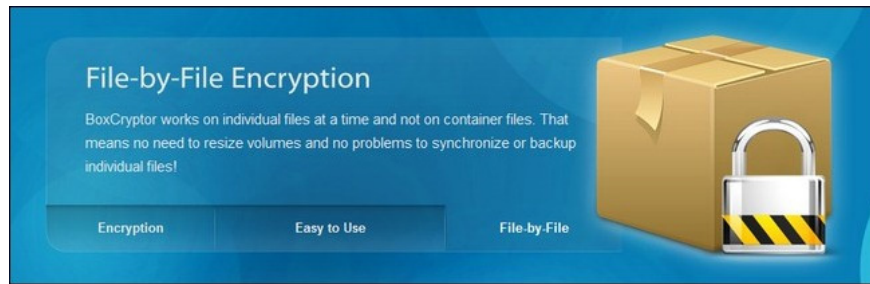 File-by-File Encryption
BoxCryptor works on individual files at a time and not on container files. That
means no need to resize volumes and no problems to synchronize or backup
individual files!
Encryption Easy to Use File-by-File